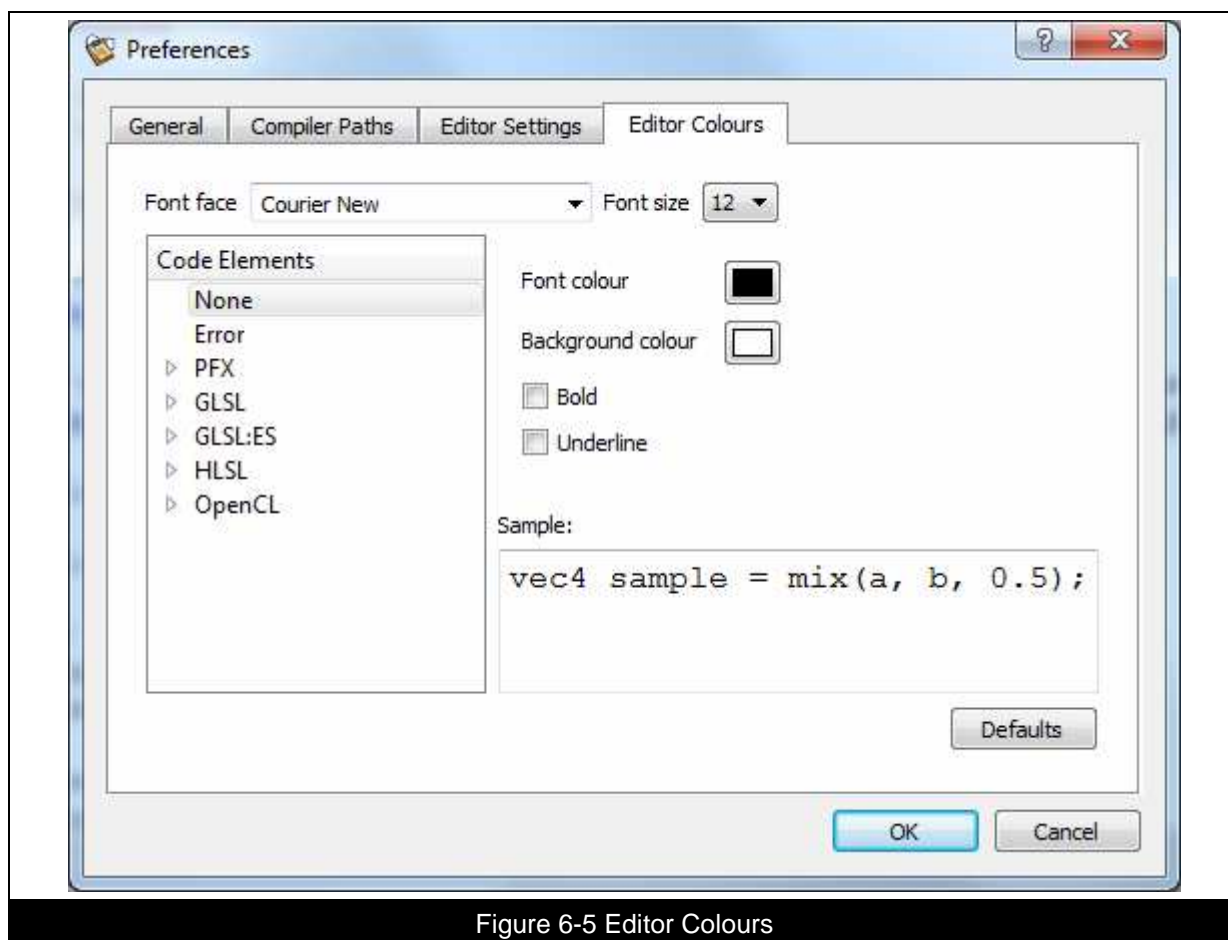 Preferences
General Compiler Paths Editor Settings Editor Colours
Font face Courier New Font size 12
Code Elements
None
Error
PFX
GLSL
GLSL:ES
HLSL
OpenCL
Font colour
Background colour
Bold
Underline
Sample:
vec4 sample = mix(a, b, 0.5);
Defaults
OK Cancel
Figure 6-5 Editor Colours